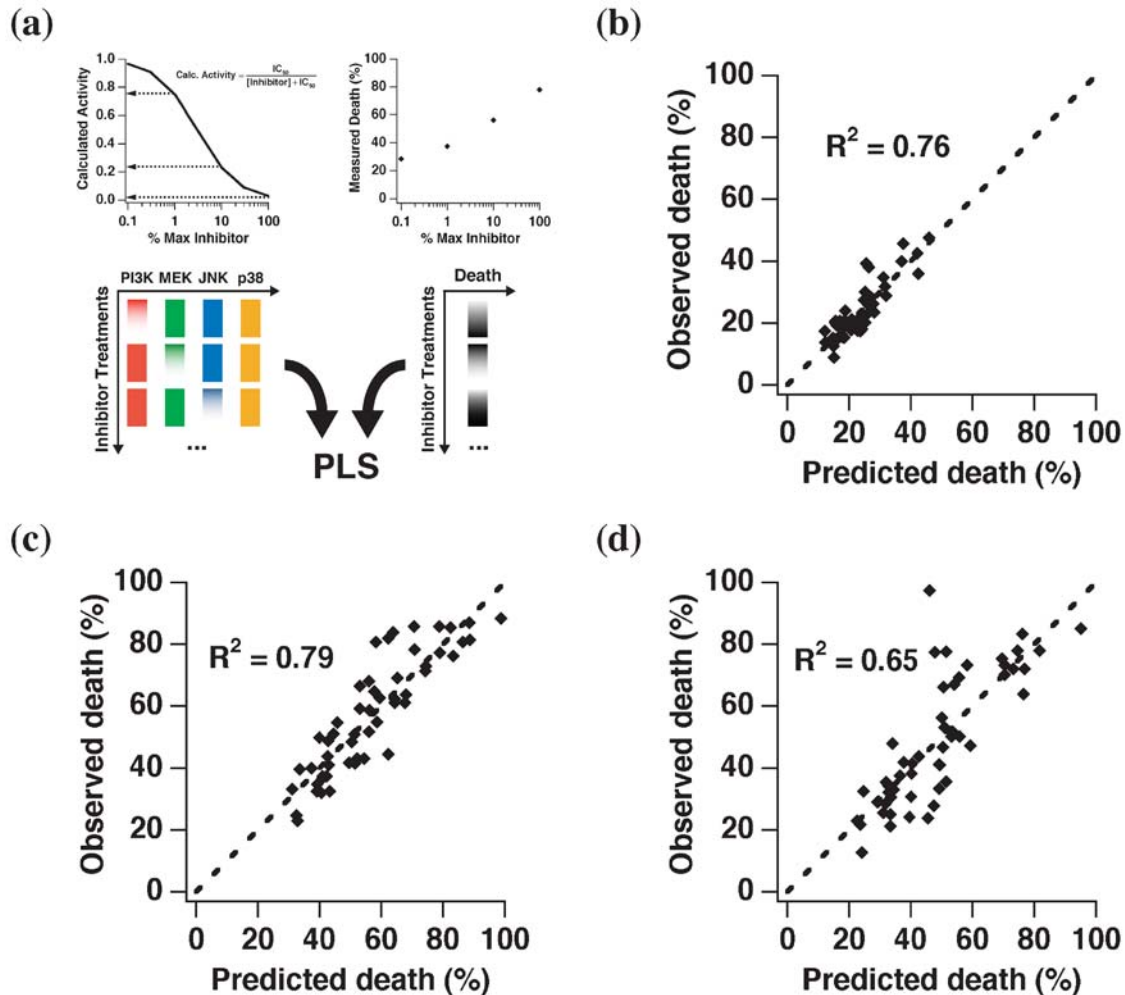 (a)
1.0
0.8
0.6
0.4
0.2
0.0
Calculated Activity
Calc. Activity = IC50
[Inhibitor] + IC50
0.1 1 10 100
% Max Inhibitor
100
80
60
40
20
0
Measured Death (%)
0.1 1 10 100
% Max Inhibitor
PI3K MEK JNK p38
Inhibitor Treatments
...
Death
Inhibitor Treatments
...
PLS
(b)
100
80
60
40
20
0
Observed death (%)
R2 = 0.76
0 20 40 60 80 100
Predicted death (%)
(c)
100
80
60
40
20
0
Observed death (%)
R2 = 0.79
0 20 40 60 80 100
Predicted death (%)
(d)
100
80
60
40
20
0
Observed death (%)
R2 = 0.65
0 20 40 60 80 100
Predicted death (%)